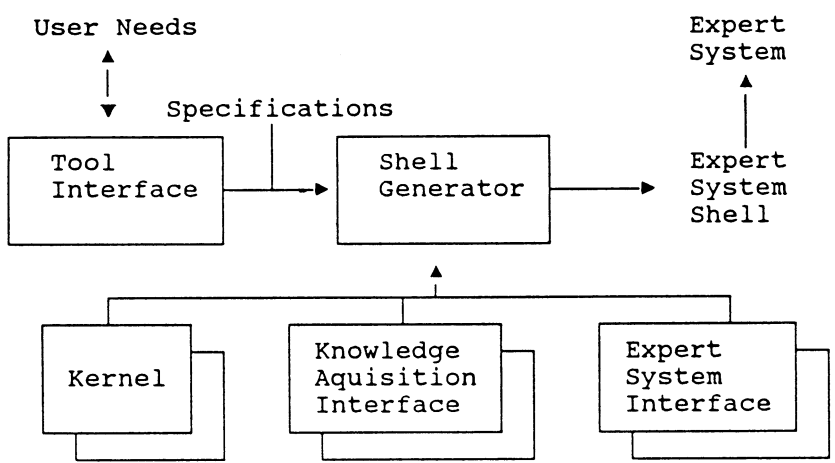 User Needs
Expert
System
Specifications
Tool
Interface
Shell
Generator
Expert
System
Shell
Kernel
Knowledge
Aquisition
Interface
Expert
System
Interface